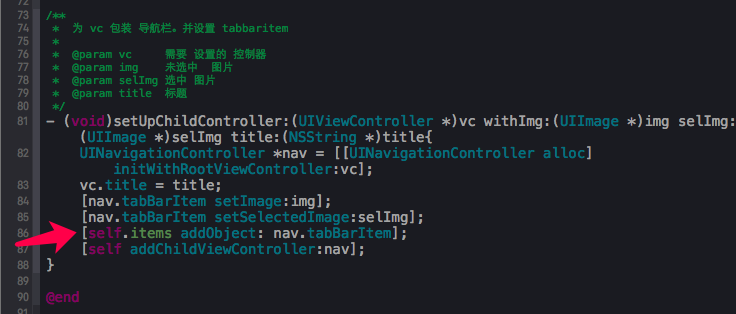 72
73 /**
74 * 为 vc 包装 导航栏。并设置 tabbaritem
75 *
76 * @param vc 需要 设置的 控制器
77 * @param img 未选中 图片
78 * @param selImg 选中 图片
79 * @param title 标题
80 */
81 - (void)setUpChildController:(UIViewController *)vc withImg:(UIImage *)img selImg:
(UIImage *)selImg title:(NSString *)title{
82 UINavigationController *nav = [[UINavigationController alloc]
initWithRootViewController:vc];
83 vc.title = title;
84 [nav.tabBarItem setImage:img];
85 [nav.tabBarItem setSelectedImage:selImg];
86 [self.items addObject: nav.tabBarItem];
87 [self addChildViewController:nav];
88 }
89
90 @end
91